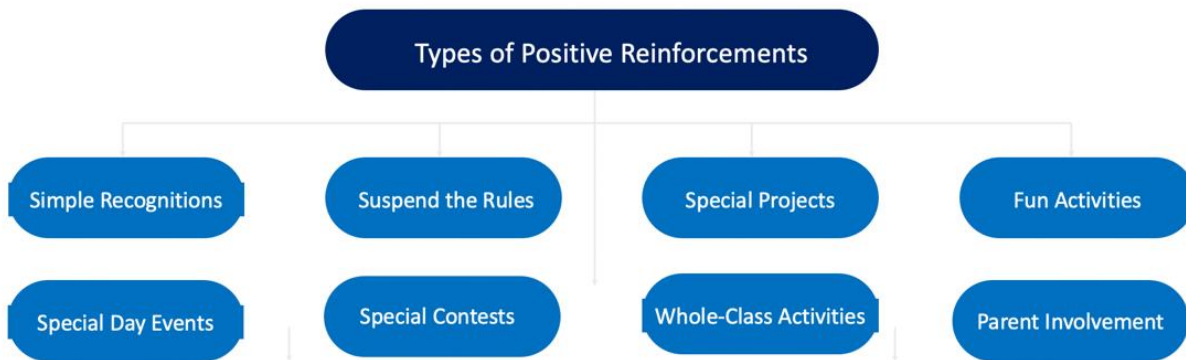 Types of Positive Reinforcements
Simple Recognitions
Suspend the Rules
Special Projects
Fun Activities
Special Day Events
Special Contests
Whole-Class Activities
Parent Involvement